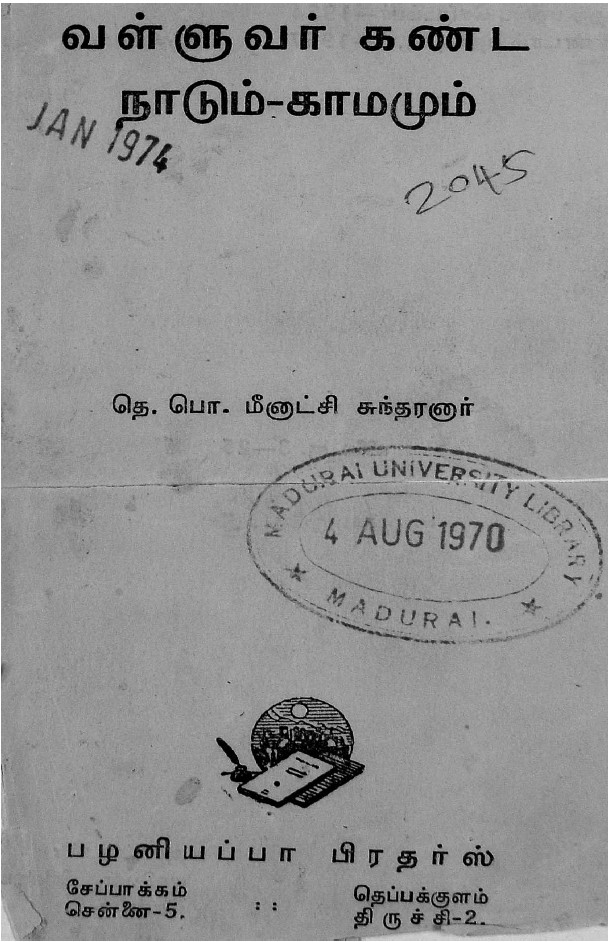 வள்ளுவர் கண்ட
நாடும்-காமமும்
JAN 1974
2045
தெ. பொ. மீனாட்சி சுந்தரனார்
MADURAI UNIVERSITY LIBRARY
4 AUG 1970
MADURAI.
பழனியப்பா பிரதர்ஸ்
சேப்பாக்கம் தெப்பக்குளம்
சென்னை-5. :: திருச்சி-2.